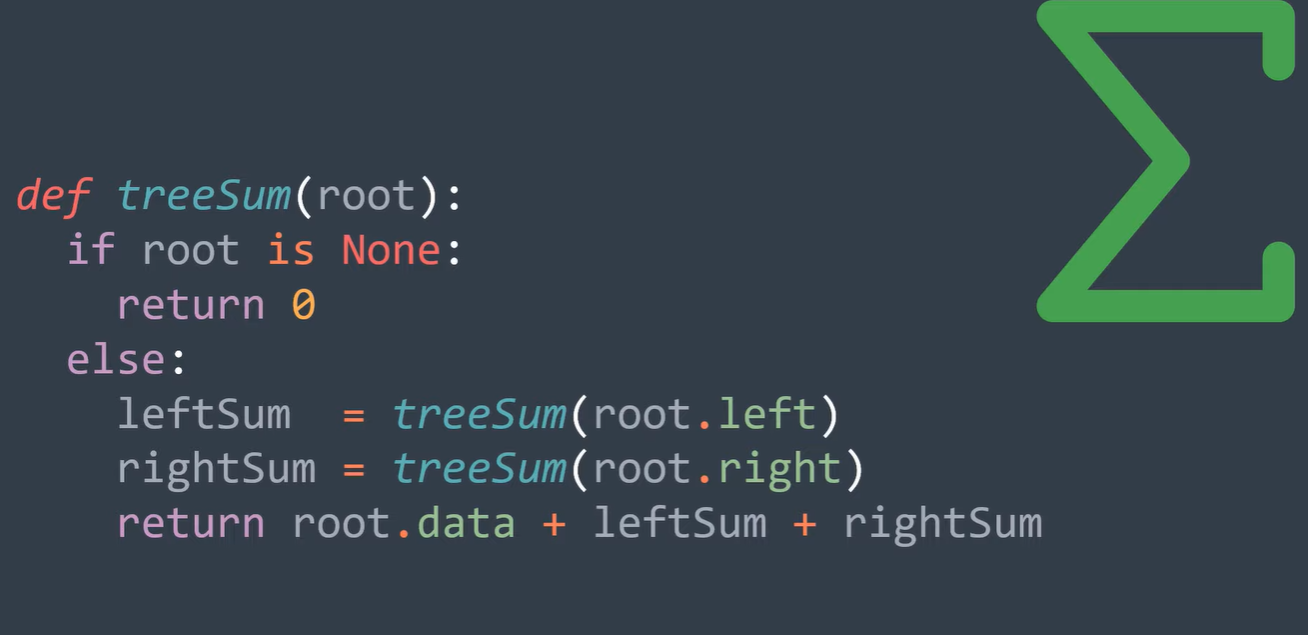 def treeSum(root):
  if root is None:
    return 0
  else:
    leftSum  = treeSum(root.left)
    rightSum = treeSum(root.right)
    return root.data + leftSum + rightSum
Σ